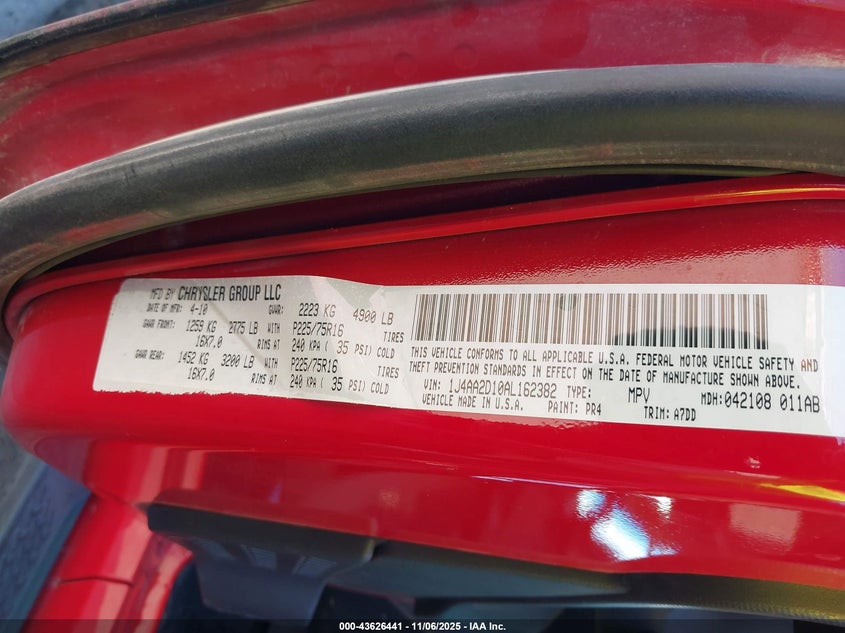 MFD BY CHRYSLER GROUP LLC
DATE OF MFR: 4-10 GVWR: 2223 KG 4900 LB
GAWR FRONT: 1259 KG 2775 LB WITH P225/75R16 TIRES
16X7.0 RIMS AT 240 KPA ( 35 PSI) COLD
GAWR REAR: 1452 KG 3200 LB WITH P225/75R16 TIRES
16X7.0 RIMS AT 240 KPA ( 35 PSI) COLD
THIS VEHICLE CONFORMS TO ALL APPLICABLE U.S.A. FEDERAL MOTOR VEHICLE SAFETY AND
THEFT PREVENTION STANDARDS IN EFFECT ON THE DATE OF MANUFACTURE SHOWN ABOVE.
VIN: 1J4AA2D10AL162382 TYPE: MPV MDH: 042108 011AB
VEHICLE MADE IN U.S.A. PAINT: PR4 TRIM: A7DD
000-43626441 - 11/06/2025 - IAA Inc.